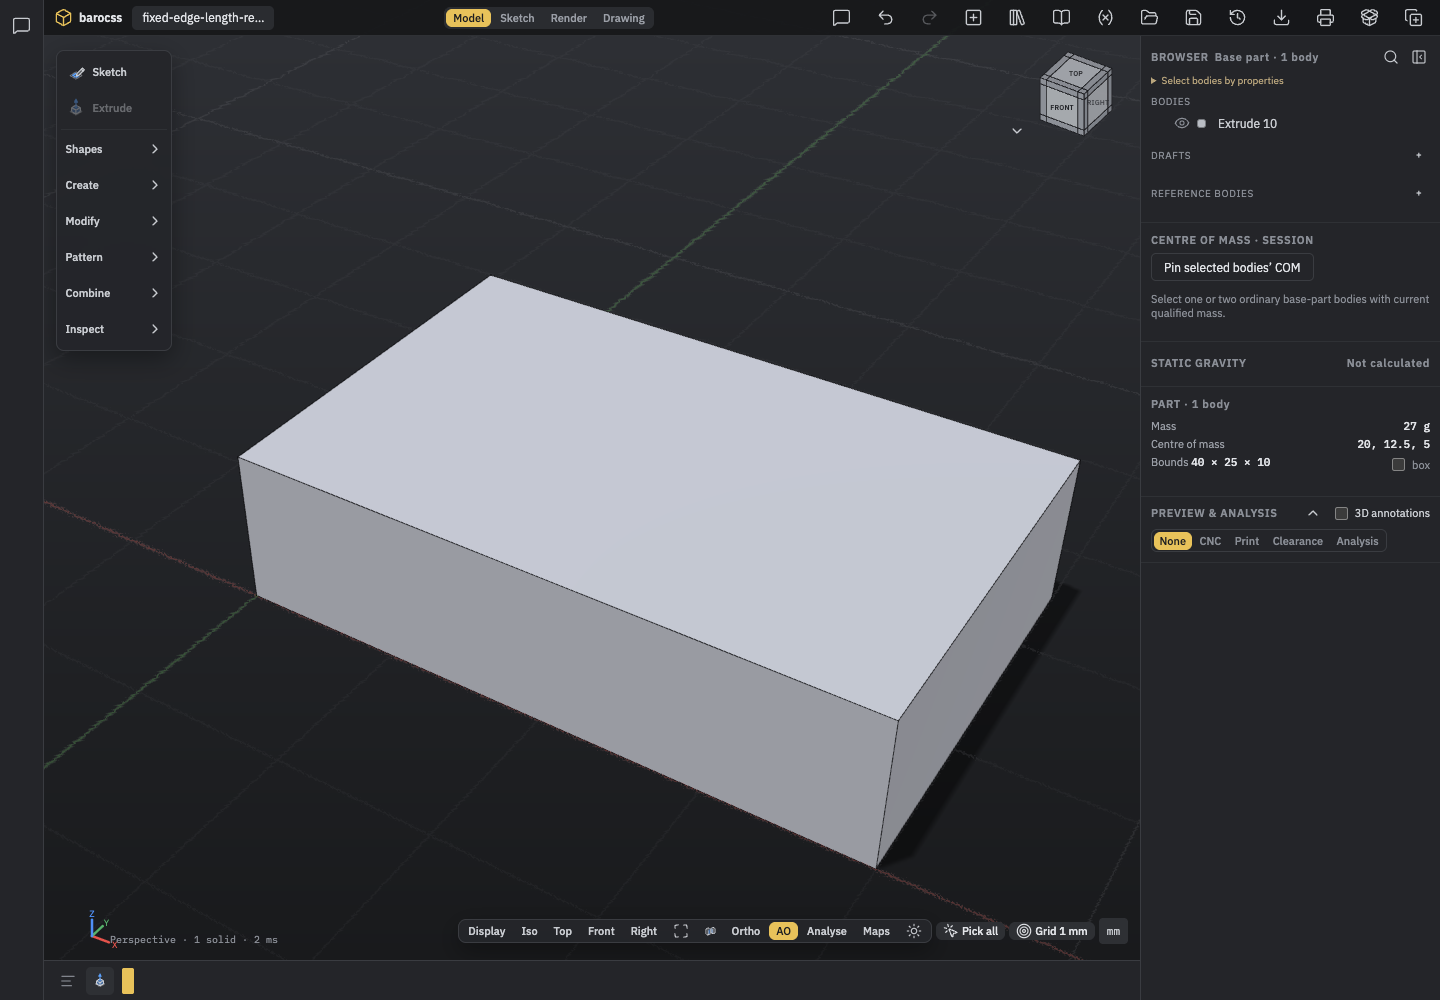 barocss
fixed-edge-length-re...
Model Sketch Render Drawing
Sketch
Extrude
Shapes
Create
Modify
Pattern
Combine
Inspect
TOP
FRONT
RIGHT
BROWSER Base part · 1 body
Select bodies by properties
BODIES
Extrude 10
DRAFTS
REFERENCE BODIES
CENTRE OF MASS · SESSION
Pin selected bodies’ COM
Select one or two ordinary base-part bodies with current
qualified mass.
STATIC GRAVITY Not calculated
PART · 1 body
Mass 27 g
Centre of mass 20, 12.5, 5
Bounds 40 × 25 × 10 box
PREVIEW & ANALYSIS 3D annotations
None CNC Print Clearance Analysis
Z
Y
X
Perspective · 1 solid · 2 ms
Display Iso Top Front Right Ortho AO Analyse Maps Pick all Grid 1 mm mm